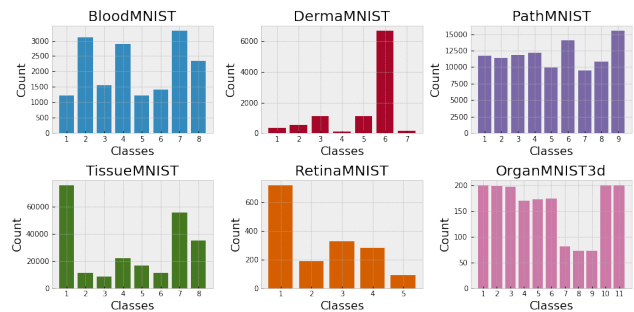 BloodMNIST DermaMNIST PathMNIST
3000
2500
2000
1500
1000
500
0
Count
1 2 3 4 5 6 7 8
Classes
6000
4000
2000
0
Count
1 2 3 4 5 6 7
Classes
15000
12500
10000
7500
5000
2500
0
Count
1 2 3 4 5 6 7 8 9
Classes
TissueMNIST RetinaMNIST OrganMNIST3d
60000
40000
20000
0
Count
1 2 3 4 5 6 7 8
Classes
600
400
200
0
Count
1 2 3 4 5
Classes
200
150
100
50
0
Count
1 2 3 4 5 6 7 8 9 10 11
Classes